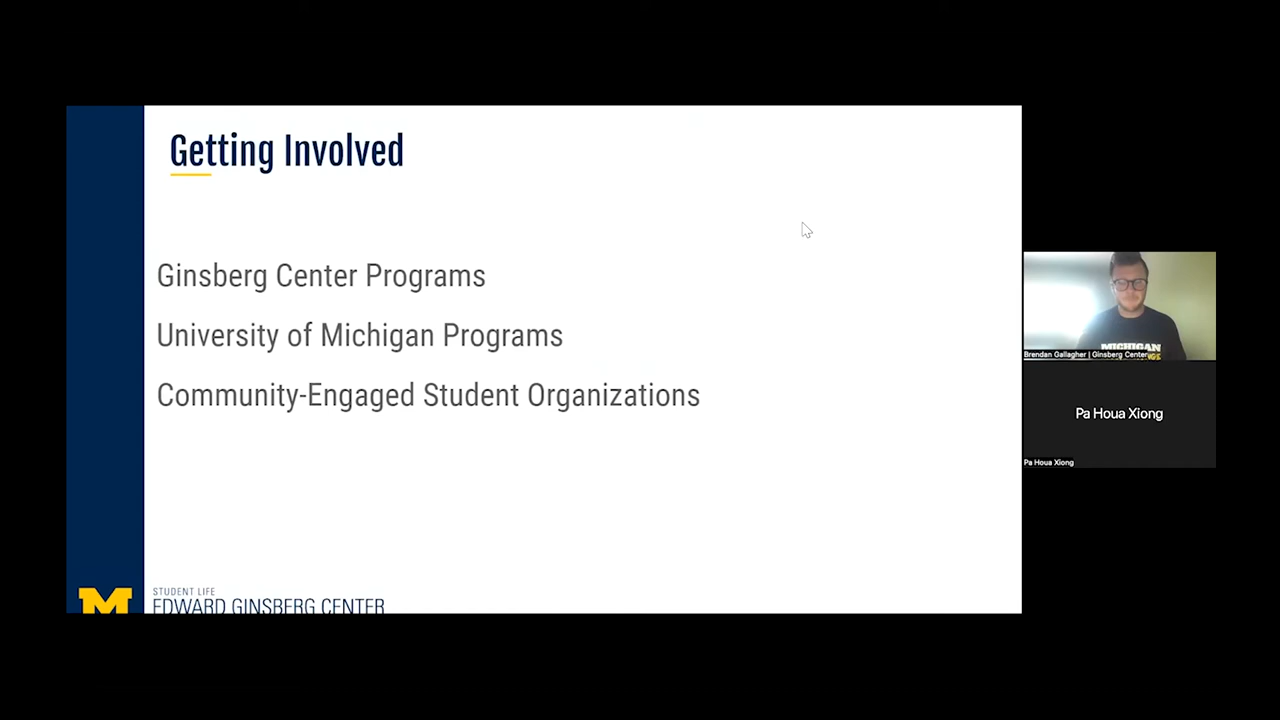 Getting Involved
Ginsberg Center Programs
University of Michigan Programs
Community-Engaged Student Organizations
STUDENT LIFE
EDWARD GINSBERG CENTER
M
MICHIGAN
Brendan Gallagher | Ginsberg Center
Pa Houa Xiong
Pa Houa Xiong